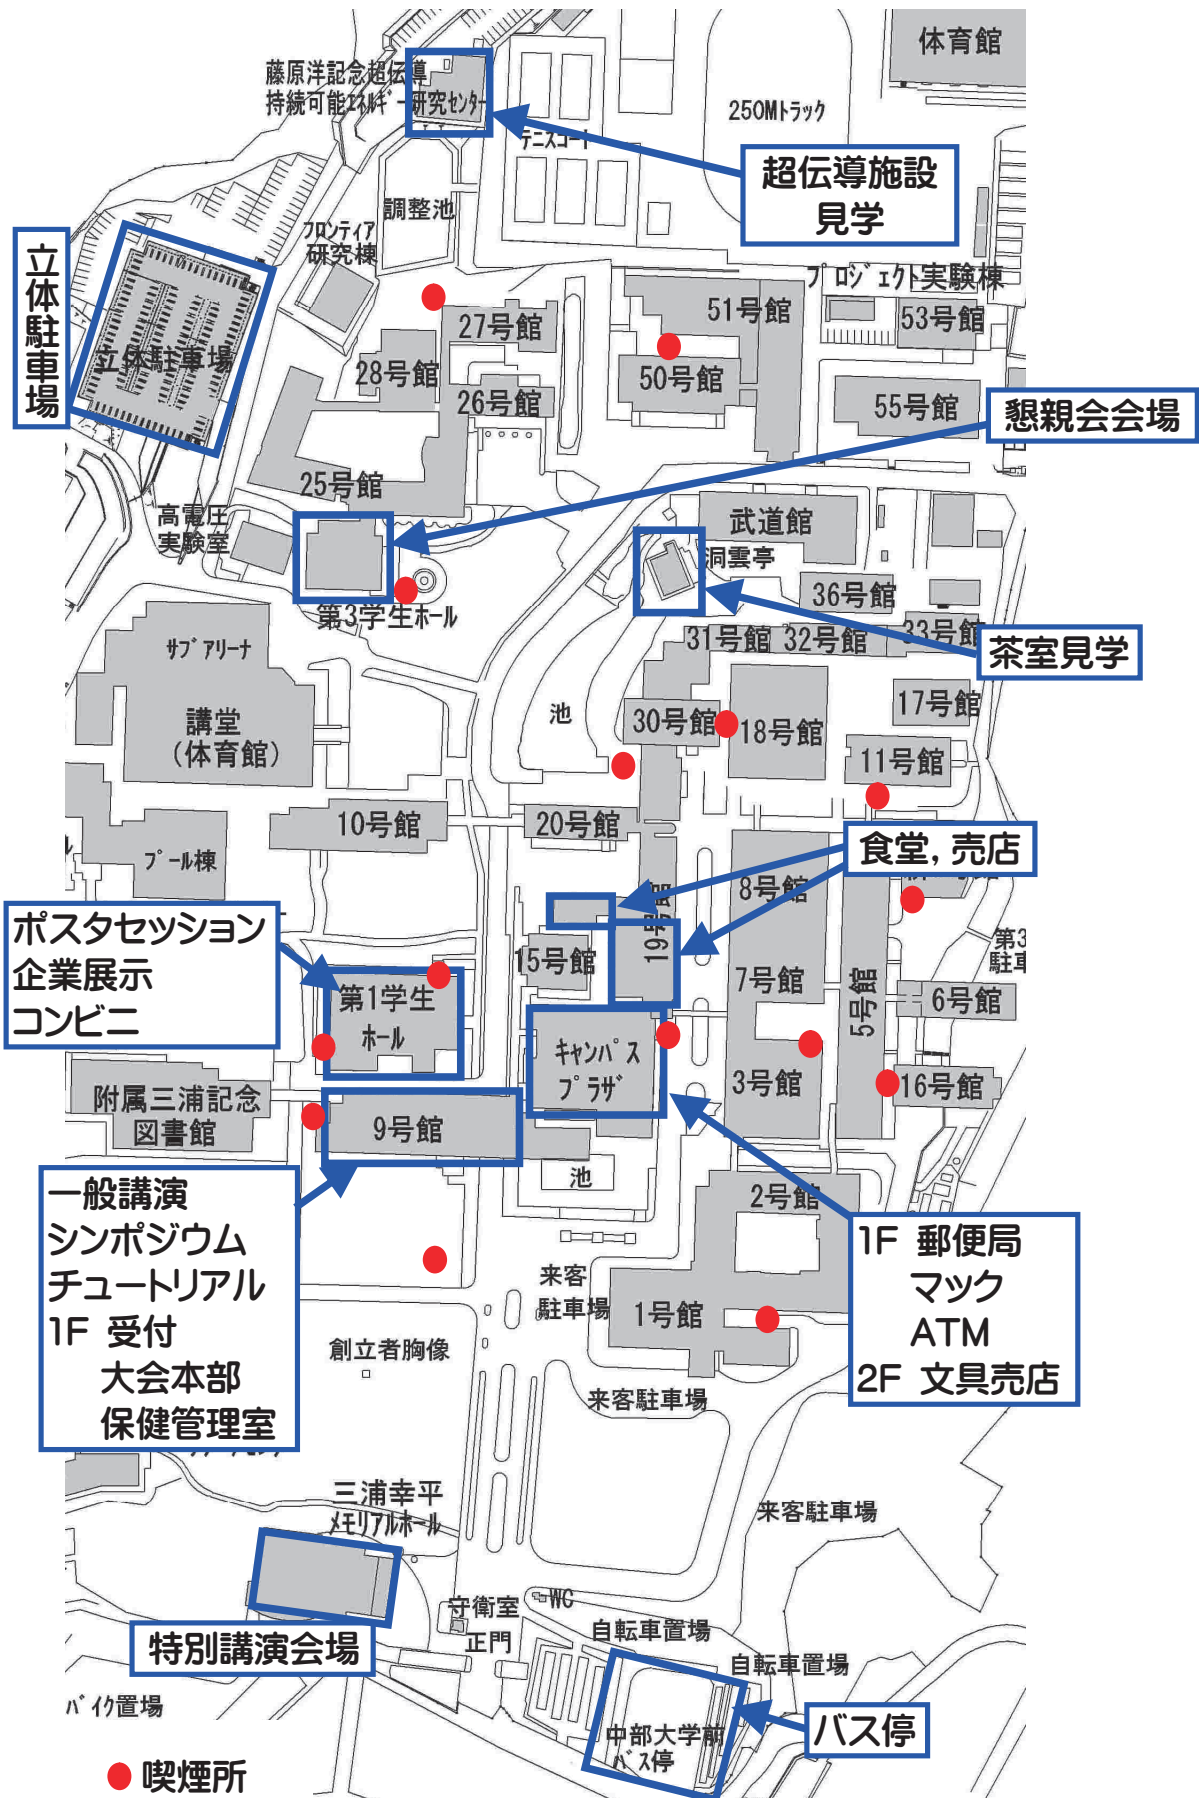 体育館
藤原洋記念超伝導
持続可能エネルギー研究センター
250Mトラック
テニスコート
超伝導施設
見学
調整池
フロンティア
研究棟
立体駐車場
立体駐車場
プロジェクト実験棟
27号館
51号館
53号館
28号館
50号館
26号館
55号館
懇親会会場
25号館
高電圧
実験室
武道館
洞雲亭
36号館
第3学生ホール
31号館
32号館
33号館
茶室見学
サブアリーナ
17号館
池
講堂
(体育館)
30号館
18号館
11号館
10号館
20号館
食堂, 売店
プール棟
8号館
19号館
ポスタセッション
企業展示
コンビニ
15号館
第3
駐車
7号館
第1学生
ホール
5号館
6号館
キャンパス
プラザ
3号館
16号館
附属三浦記念
図書館
9号館
池
2号館
一般講演
シンポジウム
チュートリアル
1F 受付
大会本部
保健管理室
1F 郵便局
マック
ATM
2F 文具売店
来客
駐車場
1号館
創立者胸像
来客駐車場
三浦幸平
メモリアルホール
来客駐車場
守衛室
正門
WC
自転車置場
特別講演会場
自転車置場
バイク置場
中部大学前
バス停
バス停
喫煙所